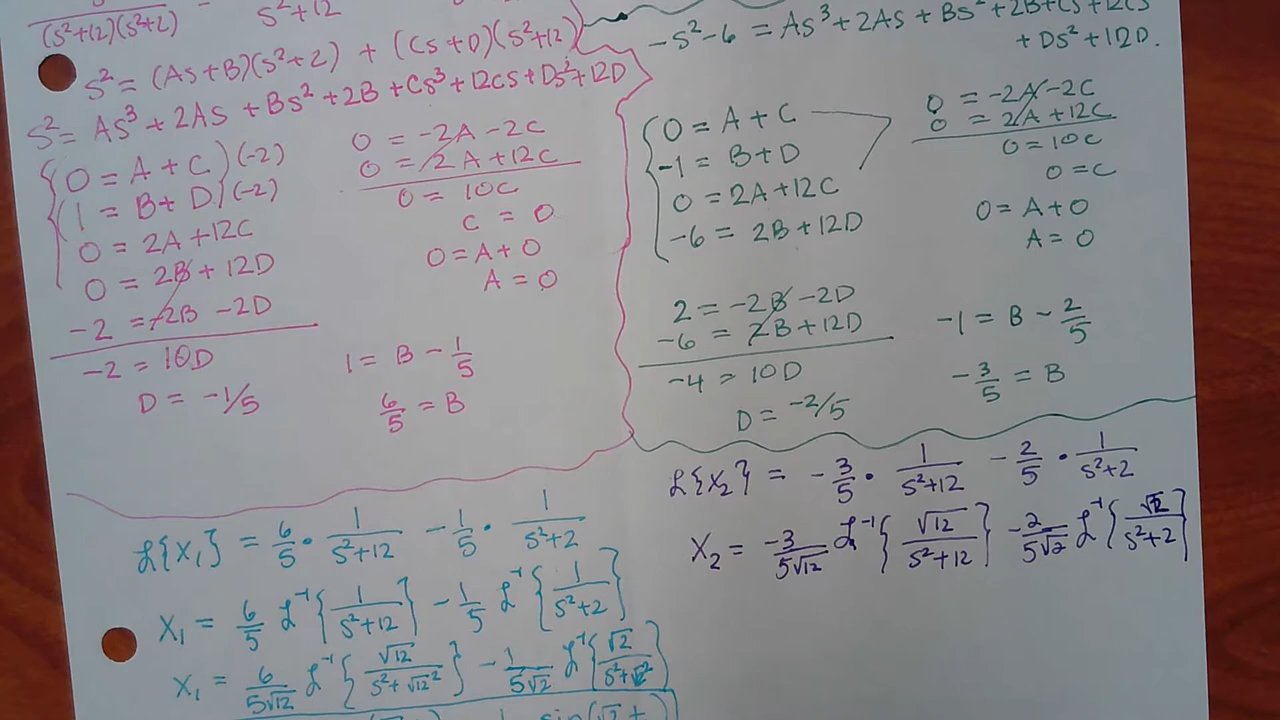 (s²+12)(s²+2) − s²+12
s² = (As+B)(s²+2) + (Cs+D)(s²+12)
s² = As³ + 2As + Bs² + 2B + Cs³ + 12Cs + Ds² + 12D
0 = A + C (-2)
1 = B + D (-2)
0 = 2A + 12C
0 = 2B + 12D
-2 = -2B - 2D
-2 = 10D
D = -1/5
0 = -2A - 2C
0 = 2A + 12C
0 = 10C
C = 0
0 = A + 0
A = 0
1 = B - 1/5
6/5 = B
-s² - 6 = As³ + 2As + Bs² + 2B + Cs³ + 12Cs
+ Ds² + 12D.
0 = A + C
-1 = B + D
0 = 2A + 12C
-6 = 2B + 12D
0 = -2A - 2C
0 = 2A + 12C
0 = 10C
0 = C
0 = A + 0
A = 0
2 = -2B - 2D
-6 = 2B + 12D
-4 = 10D
D = -2/5
-1 = B - 2/5
-3/5 = B
ℒ{x₁} = 6/5 · 1/(s²+12) - 1/5 · 1/(s²+2)
x₁ = 6/5 ℒ⁻¹{1/(s²+12)} - 1/5 ℒ⁻¹{1/(s²+2)}
x₁ = 6/(5√12) ℒ⁻¹{√12/(s²+√12²)} - 1/(5√2) ℒ⁻¹{√2/(s²+√2²)}
sin(√2 t
ℒ{x₂} = -3/5 · 1/(s²+12) - 2/5 · 1/(s²+2)
x₂ = -3/(5√12) ℒ⁻¹{√12/(s²+12)} - 2/(5√2) ℒ⁻¹{√2/(s²+2)}